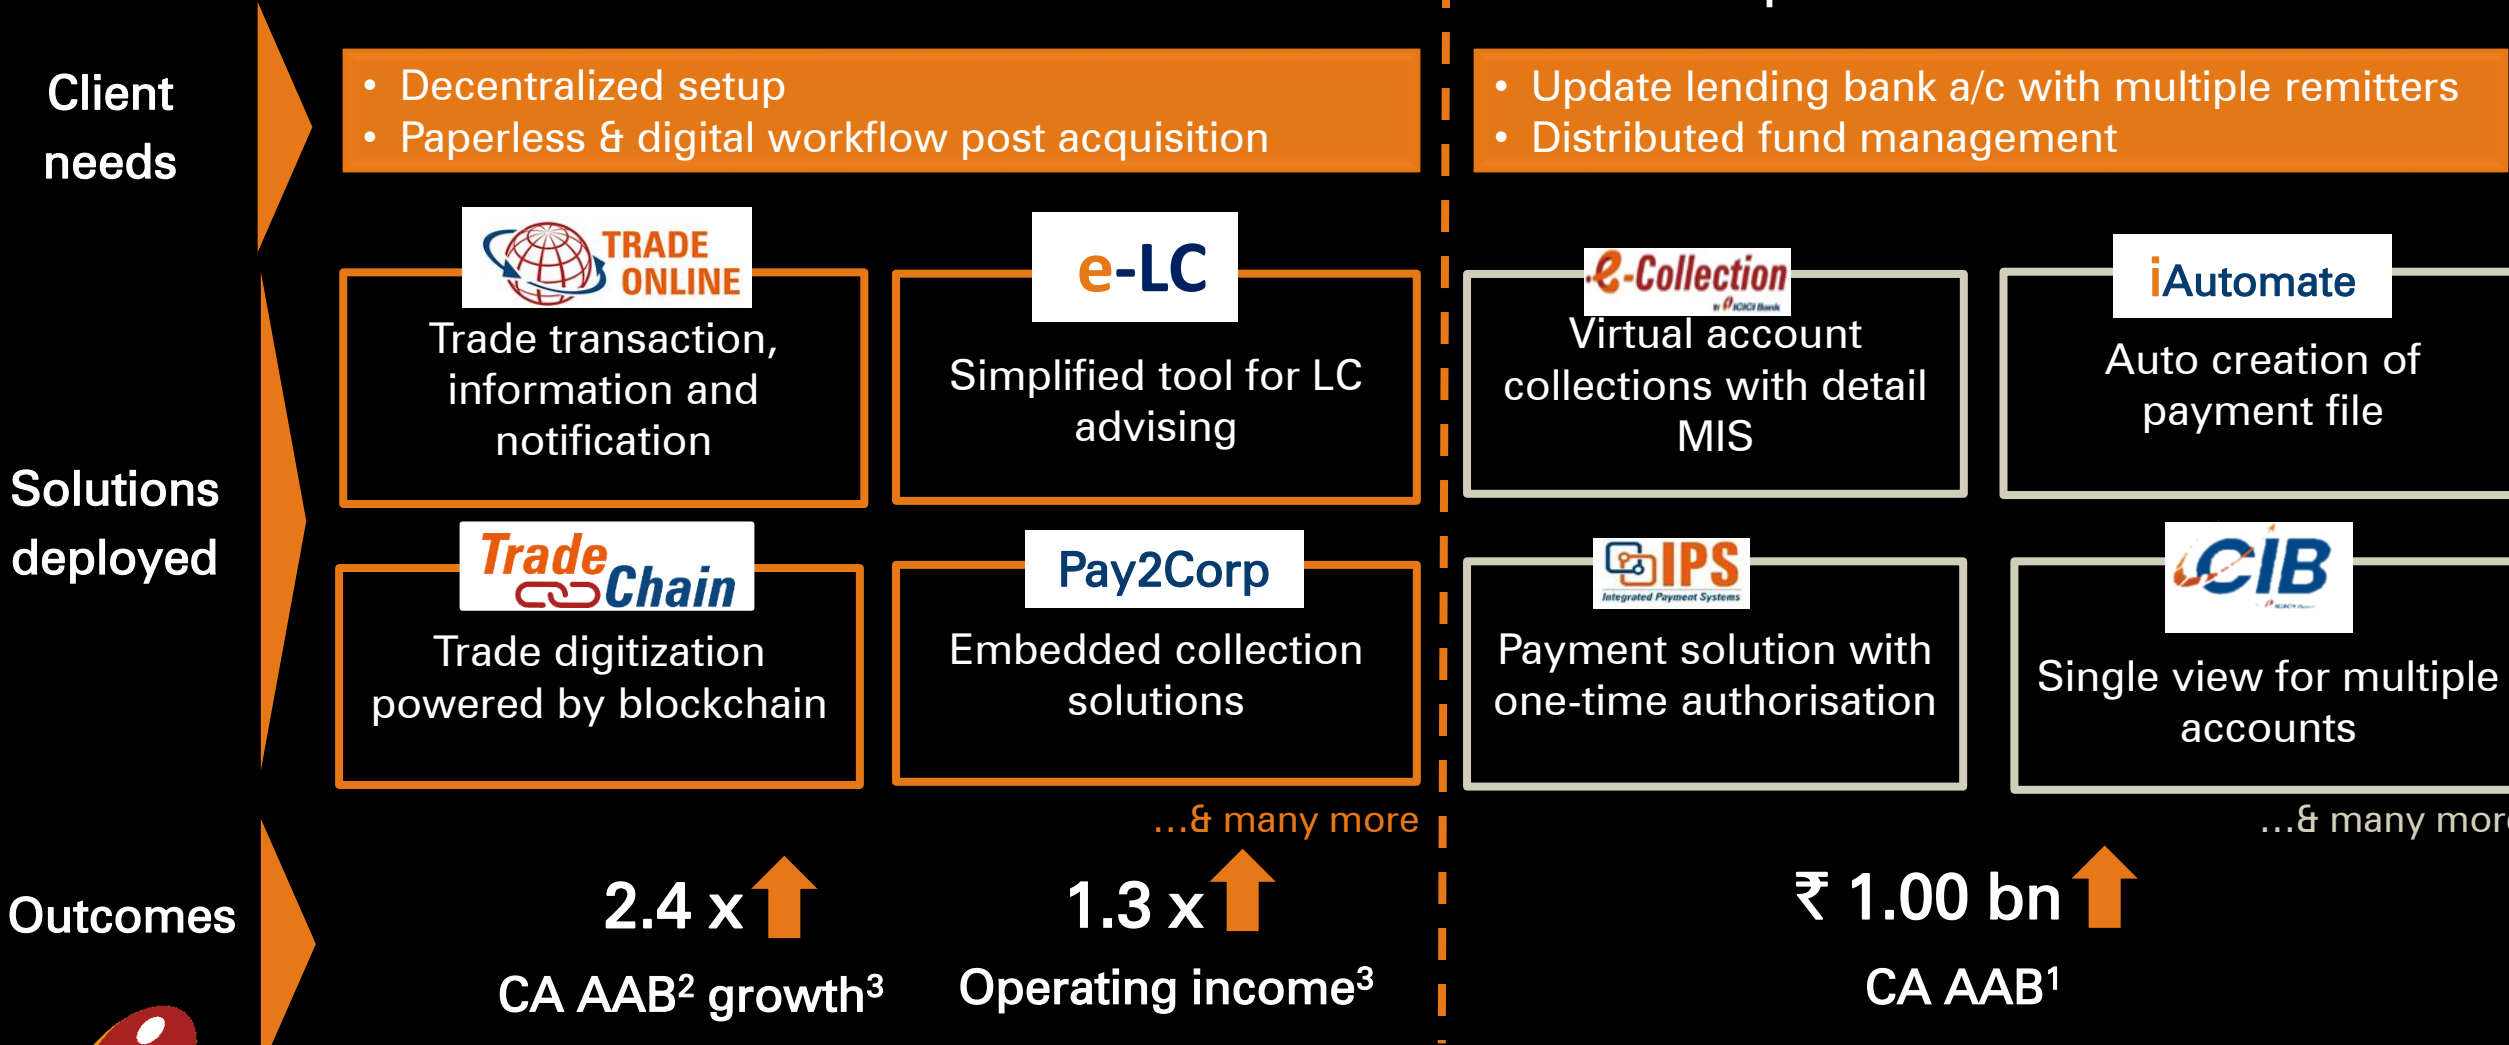 Client
needs
• Decentralized setup
• Paperless & digital workflow post acquisition
• Update lending bank a/c with multiple remitters
• Distributed fund management
Solutions
deployed
TRADE
ONLINE
Trade transaction,
information and
notification
e-LC
Simplified tool for LC
advising
Trade
Chain
Trade digitization
powered by blockchain
Pay2Corp
Embedded collection
solutions
...& many more
e-Collection
BY ICICI Bank
Virtual account
collections with detail
MIS
iAutomate
Auto creation of
payment file
IPS
Integrated Payment Systems
Payment solution with
one-time authorisation
CIB
Single view for multiple
accounts
...& many more
Outcomes
2.4 x
CA AAB² growth³
1.3 x
Operating income³
₹ 1.00 bn
CA AAB¹